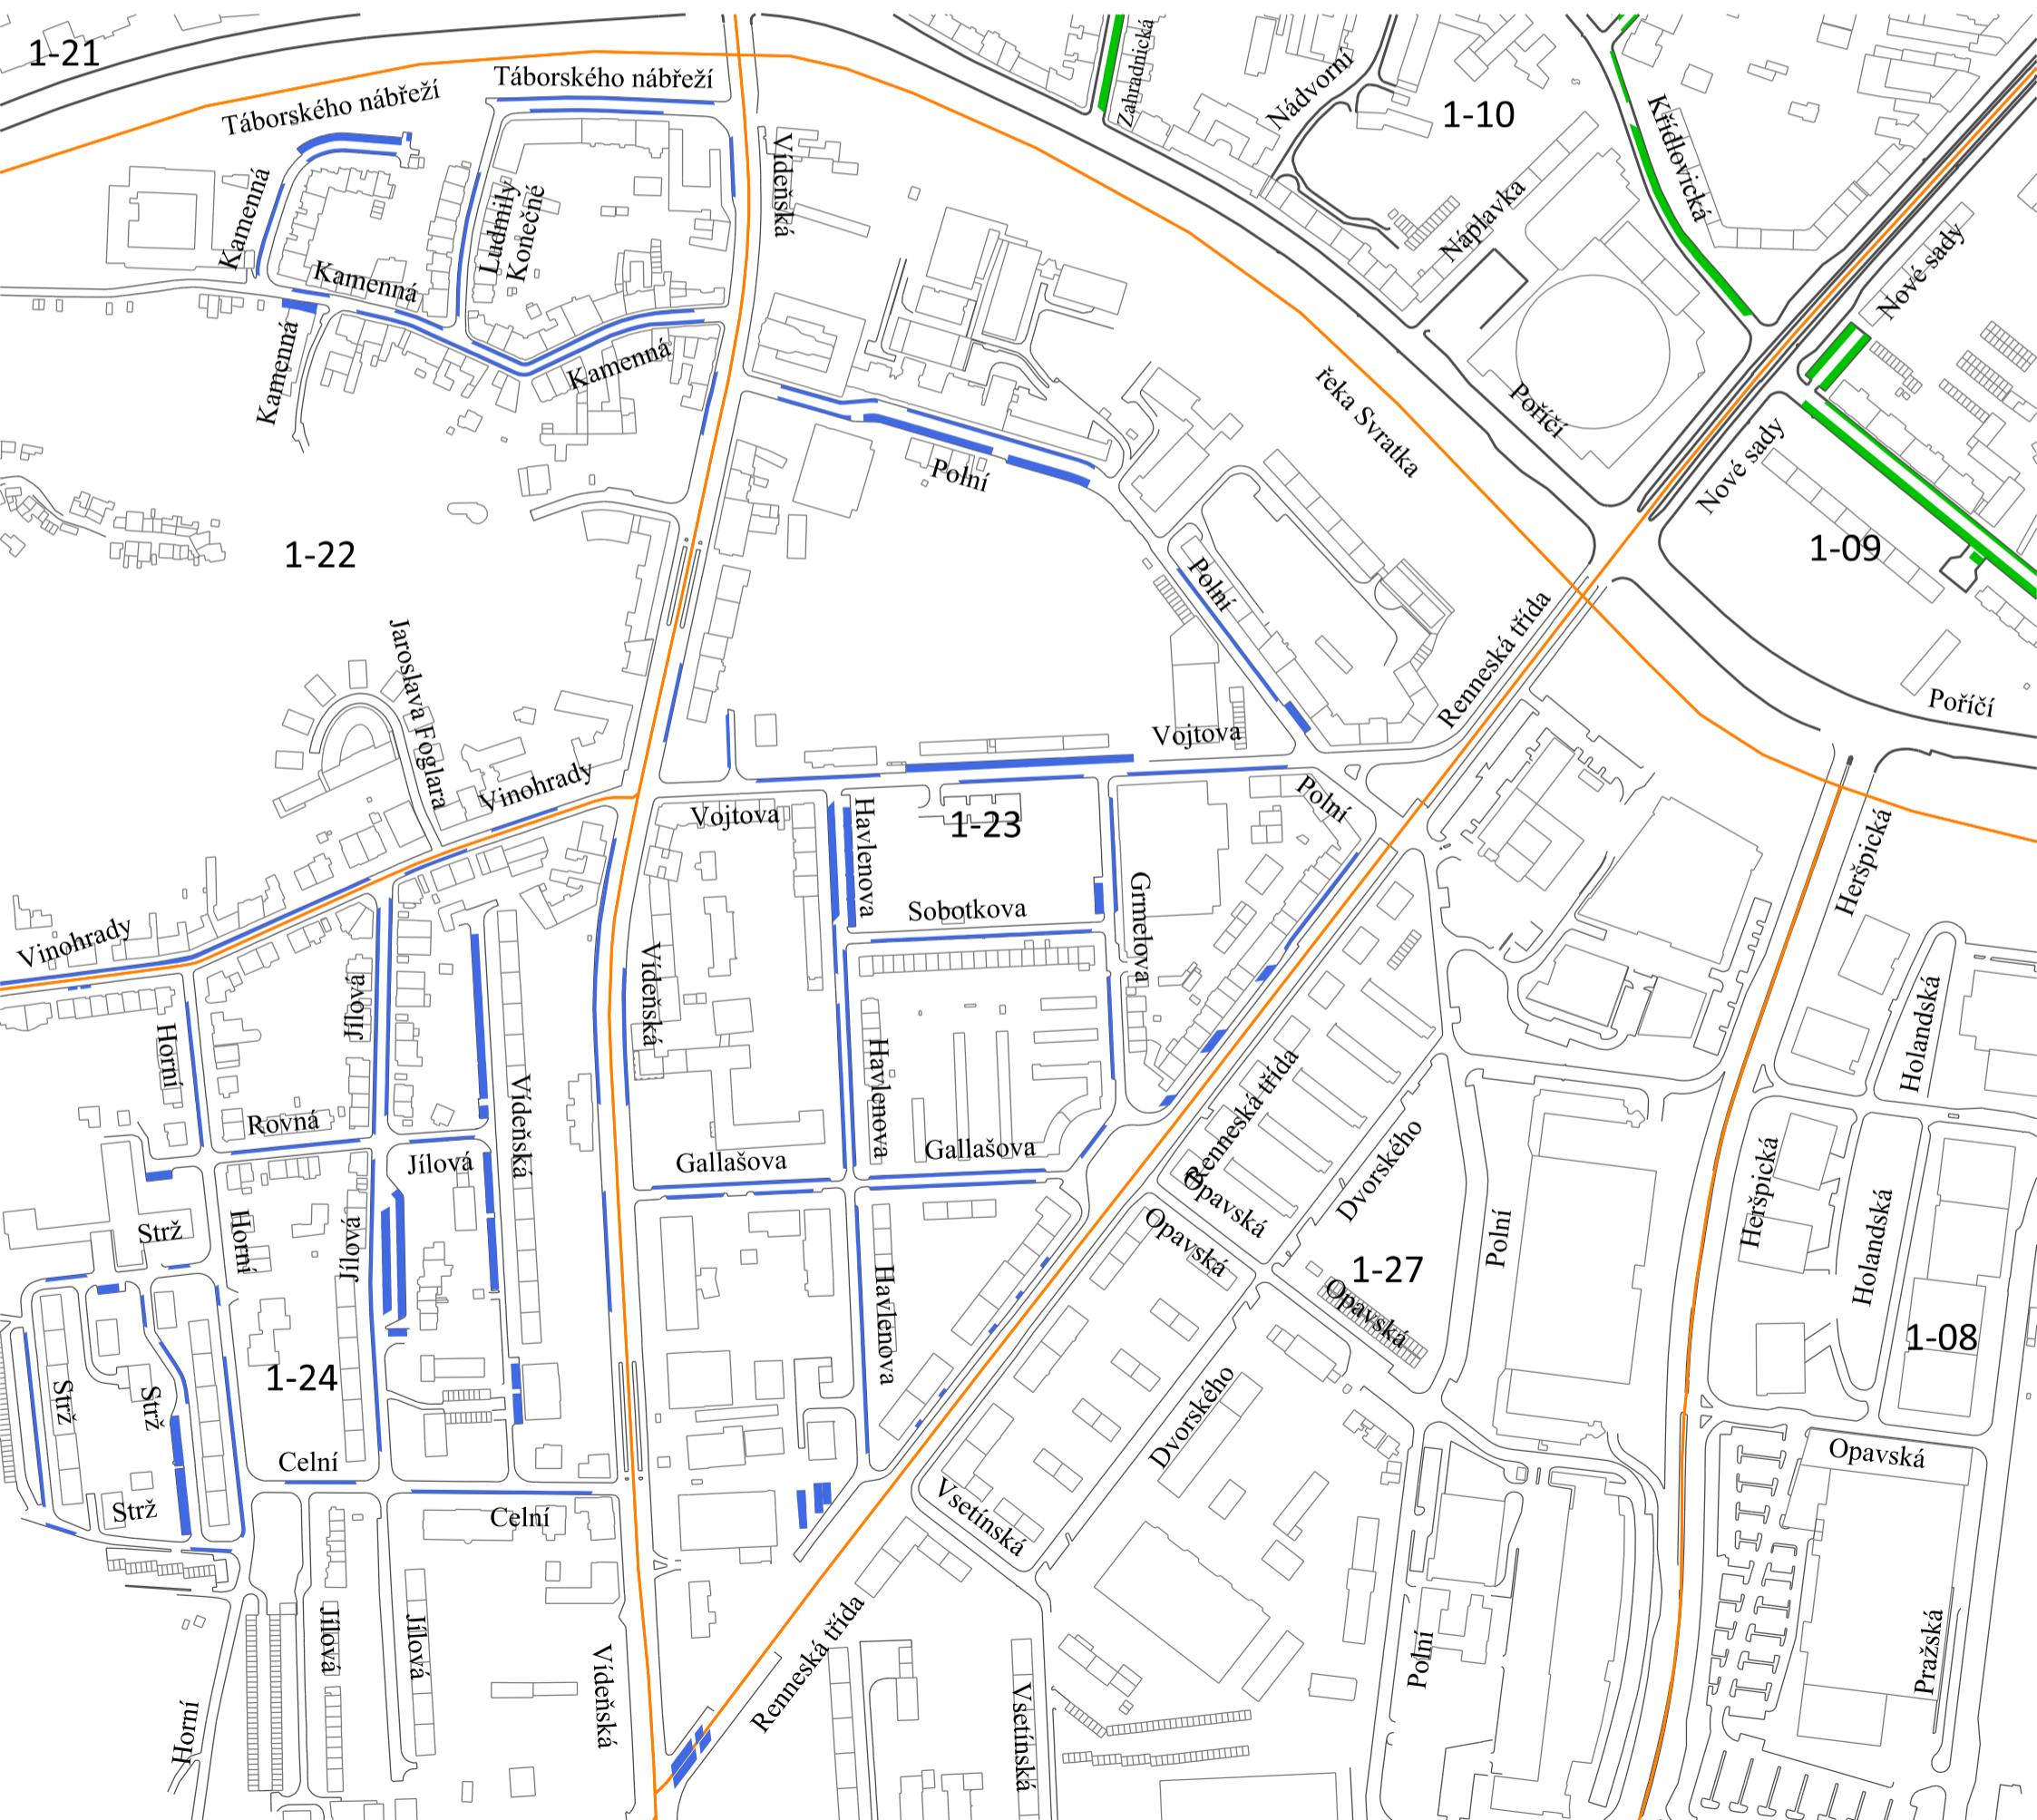 1-21
Táborského nábřeží
Táborského nábřeží
Zahradnická
Nádvorní
1-10
Křídlovická
Vídeňská
Kamenná
Ludmily
Konečné
Náplavka
Nové sady
Kamenná
Kamenná
Kamenná
řeka Svratka
Poříčí
Polní
Nové sady
1-22
1-09
Polní
Renneská třída
Jaroslava Foglara
Poříčí
Vojtova
Vinohrady
Vojtova
Havlenova
1-23
Polní
Heršpická
Grmelova
Sobotkova
Vinohrady
Vídeňská
Jílová
Horní
Holandská
Havlenova
Vídeňská
Renneská třída
Rovná
Jílová
Gallašova
Gallašova
Dvorského
Opavská
Heršpická
Strž
Horní
Jílová
Opavská
Polní
Holandská
1-27
Opavská
Havlenova
1-08
1-24
Strž
Strž
Dvorského
Celní
Opavská
Strž
Celní
Vsetínská
Jílová
Jílová
Vídeňská
Renneská třída
Polní
Pražská
Horní
Vsetínská